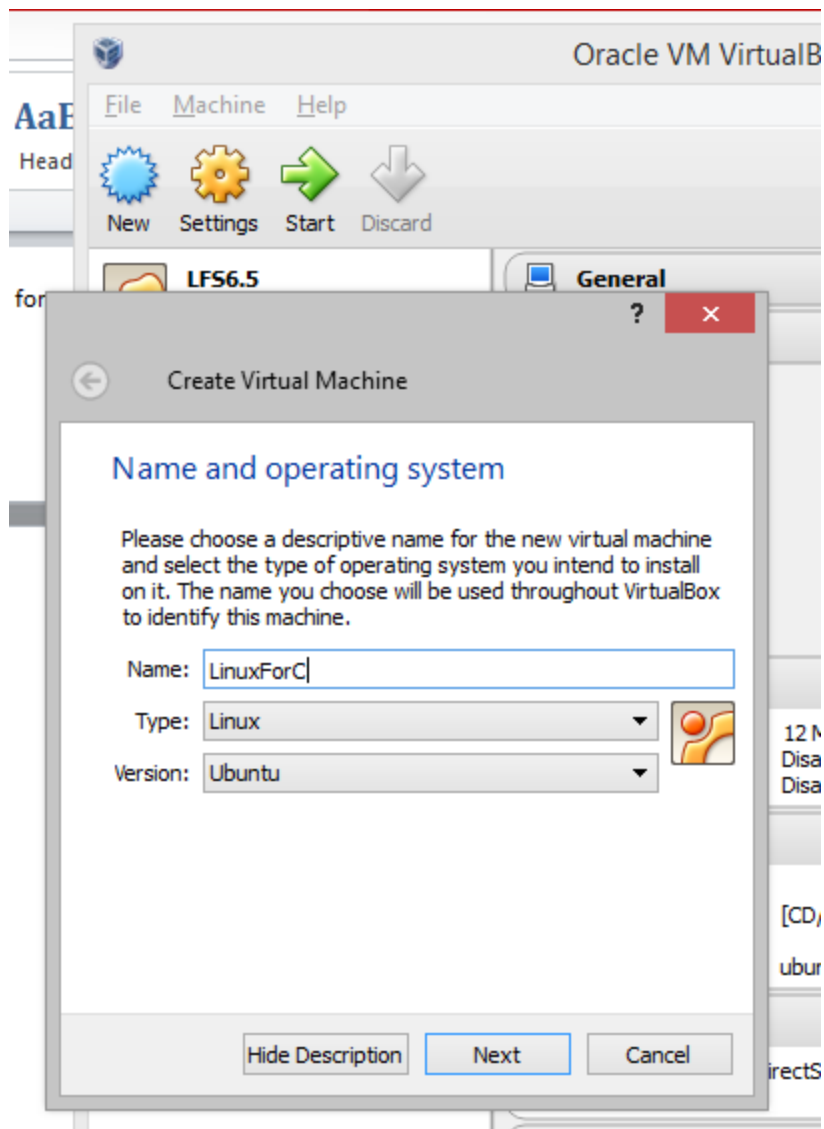 Oracle VM VirtualB
File Machine Help
AaB
Head
New Settings Start Discard
LFS6.5
General
for
?
Create Virtual Machine
Name and operating system
Please choose a descriptive name for the new virtual machine
and select the type of operating system you intend to install
on it. The name you choose will be used throughout VirtualBox
to identify this machine.
Name: LinuxForC
Type: Linux
Version: Ubuntu
12 M
Disa
Disa
[CD/
ubun
irectS
Hide Description Next Cancel